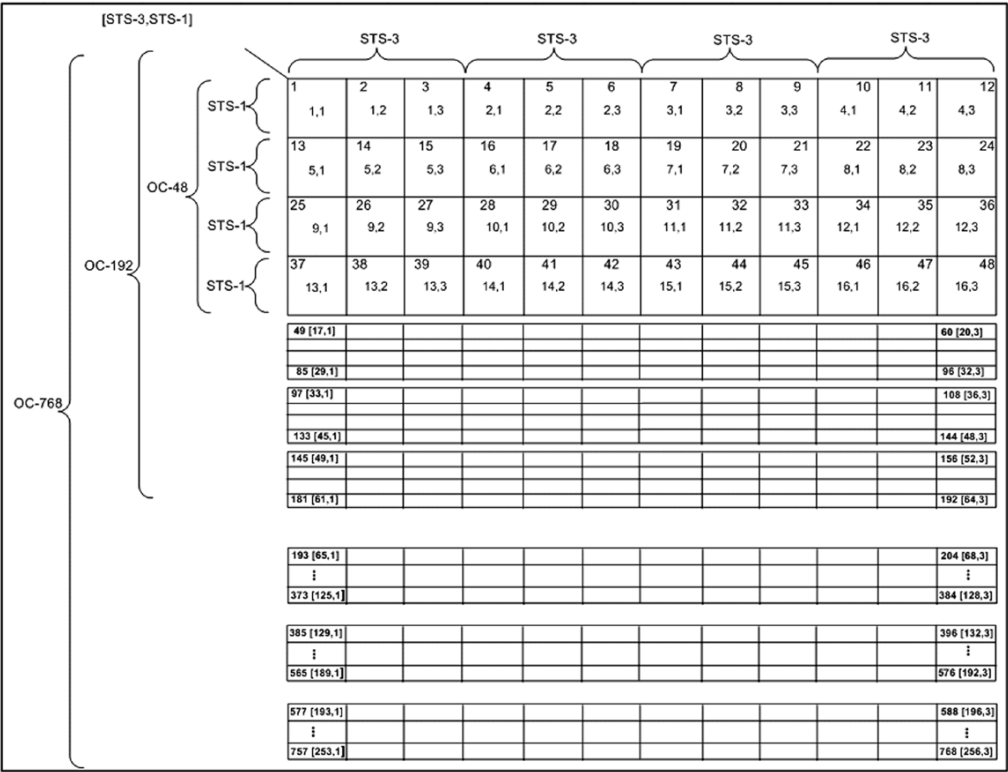 [STS-3,STS-1]
STS-3 STS-3 STS-3 STS-3
1 2 3 4 5 6 7 8 9 10 11 12
STS-1 1,1 1,2 1,3 2,1 2,2 2,3 3,1 3,2 3,3 4,1 4,2 4,3
13 14 15 16 17 18 19 20 21 22 23 24
STS-1 5,1 5,2 5,3 6,1 6,2 6,3 7,1 7,2 7,3 8,1 8,2 8,3
OC-48
25 26 27 28 29 30 31 32 33 34 35 36
STS-1 9,1 9,2 9,3 10,1 10,2 10,3 11,1 11,2 11,3 12,1 12,2 12,3
OC-192
37 38 39 40 41 42 43 44 45 46 47 48
STS-1 13,1 13,2 13,3 14,1 14,2 14,3 15,1 15,2 15,3 16,1 16,2 16,3
49 [17,1] 60 [20,3]
85 [29,1] 96 [32,3]
97 [33,1] 108 [36,3]
OC-768
133 [45,1] 144 [48,3]
145 [49,1] 156 [52,3]
181 [61,1] 192 [64,3]
193 [65,1] 204 [68,3]
⋮ ⋮
373 [125,1] 384 [128,3]
385 [129,1] 396 [132,3]
⋮ ⋮
565 [189,1] 576 [192,3]
577 [193,1] 588 [196,3]
⋮ ⋮
757 [253,1] 768 [256,3]